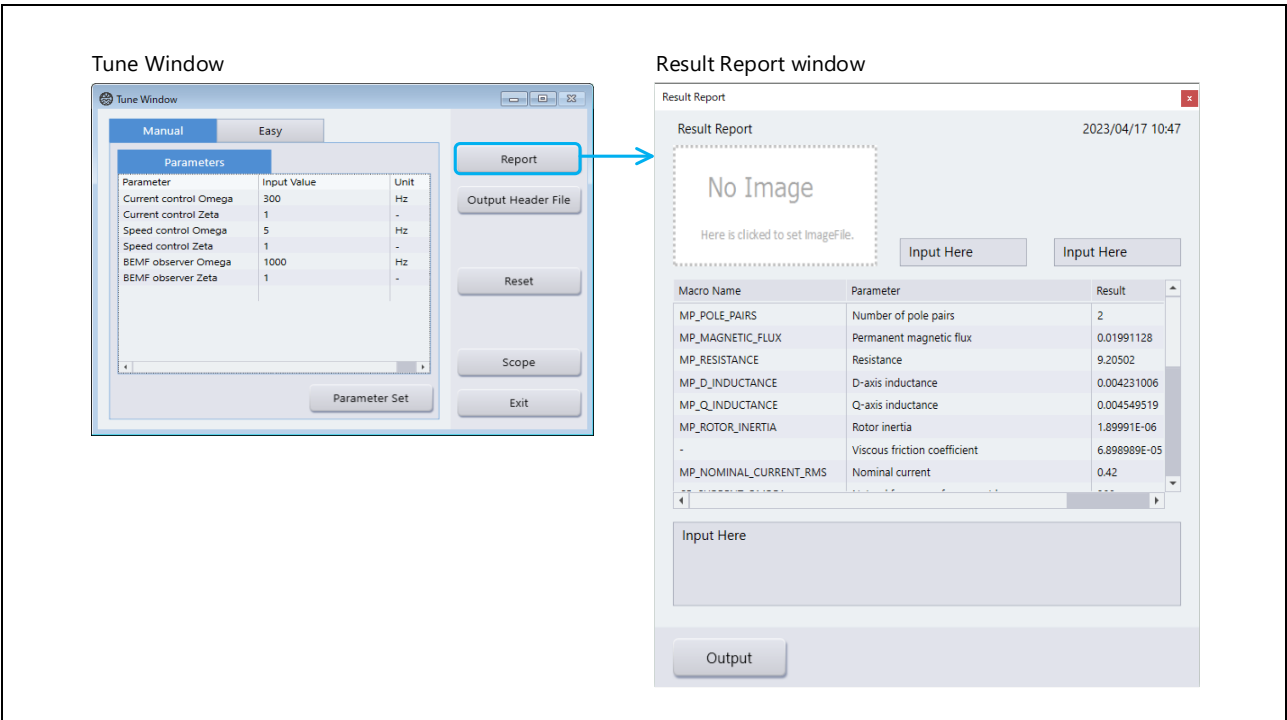 Tune Window
Result Report window
Tune Window
Manual Easy
Parameters
Parameter Input Value Unit
Current control Omega 300 Hz
Current control Zeta 1 -
Speed control Omega 5 Hz
Speed control Zeta 1 -
BEMF observer Omega 1000 Hz
BEMF observer Zeta 1 -
Parameter Set
Report
Output Header File
Reset
Scope
Exit
Result Report
Result Report 2023/04/17 10:47
No Image
Here is clicked to set ImageFile.
Input Here Input Here
Macro Name Parameter Result
MP_POLE_PAIRS Number of pole pairs 2
MP_MAGNETIC_FLUX Permanent magnetic flux 0.01991128
MP_RESISTANCE Resistance 9.20502
MP_D_INDUCTANCE D-axis inductance 0.004231006
MP_Q_INDUCTANCE Q-axis inductance 0.004549519
MP_ROTOR_INERTIA Rotor inertia 1.89991E-06
- Viscous friction coefficient 6.898989E-05
MP_NOMINAL_CURRENT_RMS Nominal current 0.42
Input Here
Output